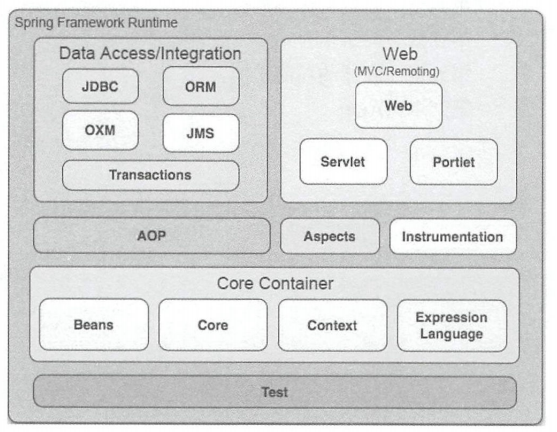 Spring Framework Runtime
Data Access/Integration
JDBC
ORM
OXM
JMS
Transactions
Web
(MVC/Remoting)
Web
Servlet
Portlet
AOP
Aspects
Instrumentation
Core Container
Beans
Core
Context
Expression
Language
Test